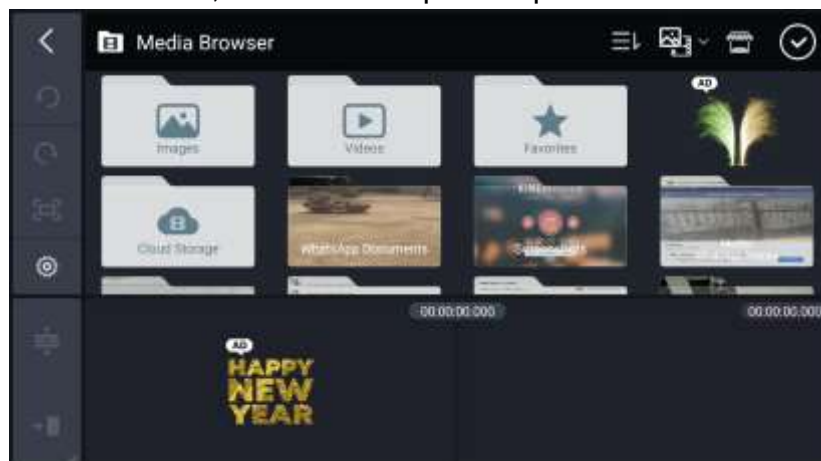 Media Browser
AD
Images
Videos
Favorites
Cloud Storage
WhatsApp Documents
Screenshots
00:00:00.000
00:00:00.000
AD
HAPPY
NEW
YEAR